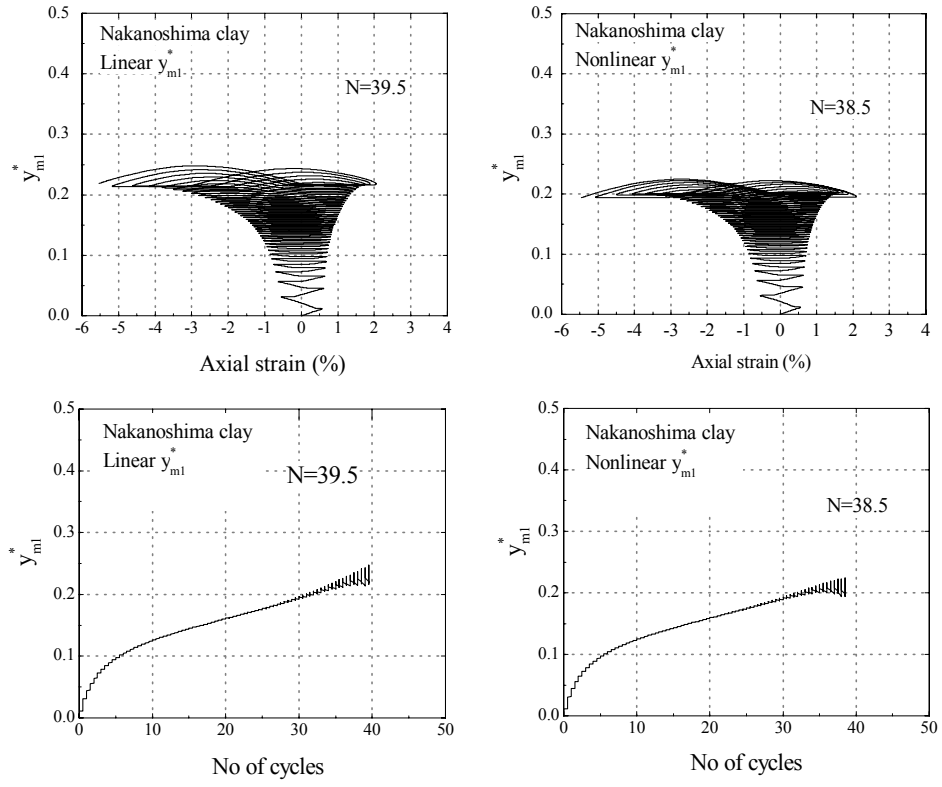 Nakanoshima clay
Linear y*m1
N=39.5
y*m1
0.5
0.4
0.3
0.2
0.1
0.0
-6 -5 -4 -3 -2 -1 0 1 2 3 4
Axial strain (%)
Nakanoshima clay
Nonlinear y*m1
N=38.5
y*m1
0.5
0.4
0.3
0.2
0.1
0.0
-6 -5 -4 -3 -2 -1 0 1 2 3 4
Axial strain (%)
Nakanoshima clay
Linear y*m1
N=39.5
y*m1
0.5
0.4
0.3
0.2
0.1
0.0
0 10 20 30 40 50
No of cycles
Nakanoshima clay
Nonlinear y*m1
N=38.5
y*m1
0.5
0.4
0.3
0.2
0.1
0.0
0 10 20 30 40 50
No of cycles